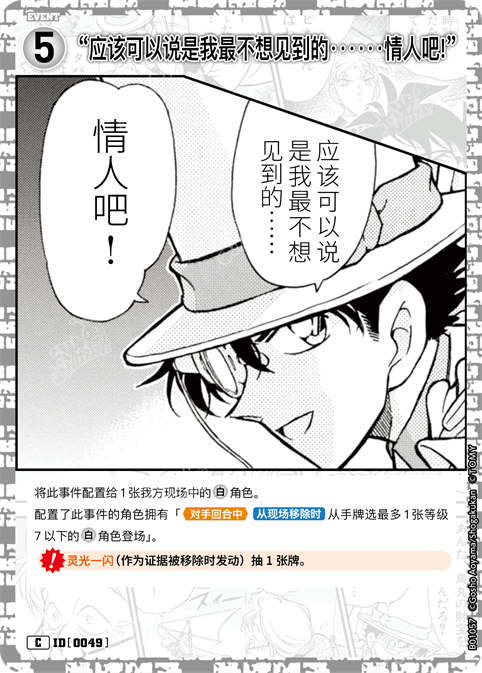 EVENT
5
“应该可以说是我最不想见到的……情人吧!”
应该可以说
是我最不想
见到的……
情人吧！
将此事件配置给 1 张我方现场中的 白 角色。
配置了此事件的角色拥有「 对手回合中 从现场移除时 从手牌选最多 1 张等级
7 以下的 白 角色登场」。
灵光一闪 (作为证据被移除时发动) 抽 1 张牌。
C ID[0049]
B01057 ©Gosho Aoyama/Shogakukan ©TOMY